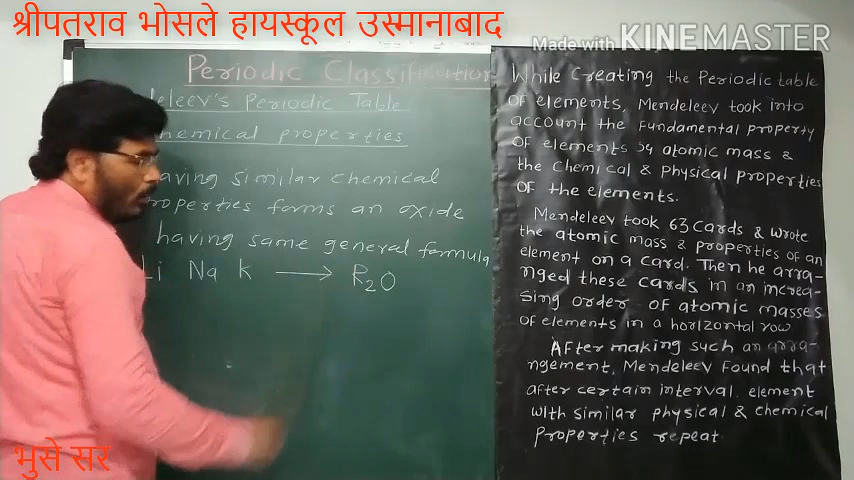 श्रीपतराव भोसले हायस्कूल उस्मानाबाद
Made with KINEMASTER
Periodic Classification
deleev's Periodic Table
hemical properties
aving similar chemical
roperties forms an oxide
having same general formula
Li Na K → R₂O
While Creating the Periodic table
of elements, Mendeleev took into
account the Fundamental property
of elements atomic mass &
the Chemical & physical properties
of the elements.
Mendeleev took 63 Cards & wrote
the atomic mass & properties of an
element on a card. Then he arra-
nged these cards in an increa-
sing order of atomic masses
of elements in a horizontal row
After making such an arra-
ngement, Mendeleev Found that
after certain interval. element
with similar physical & chemical
Properties repeat
भुसे सर